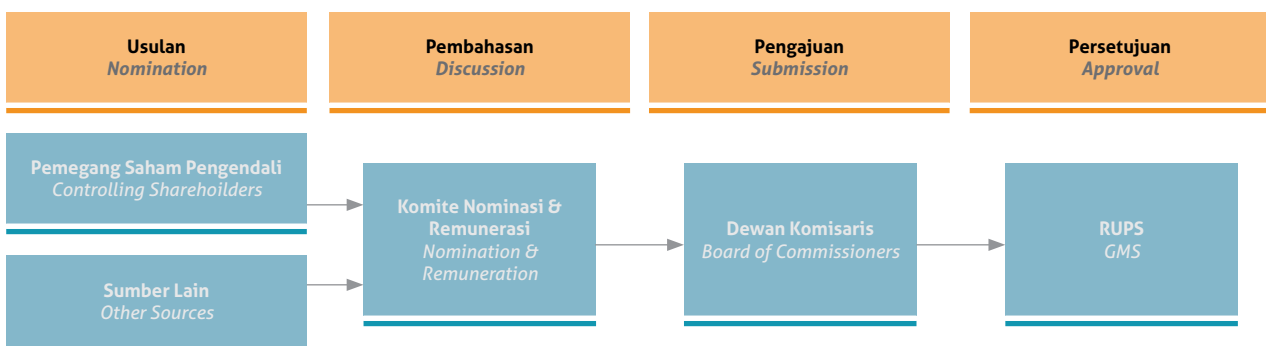 Usulan
Nomination
Pembahasan
Discussion
Pengajuan
Submission
Persetujuan
Approval
Pemegang Saham Pengendali
Controlling Shareholders
Sumber Lain
Other Sources
Komite Nominasi &
Remunerasi
Nomination &
Remuneration
Dewan Komisaris
Board of Commissioners
RUPS
GMS